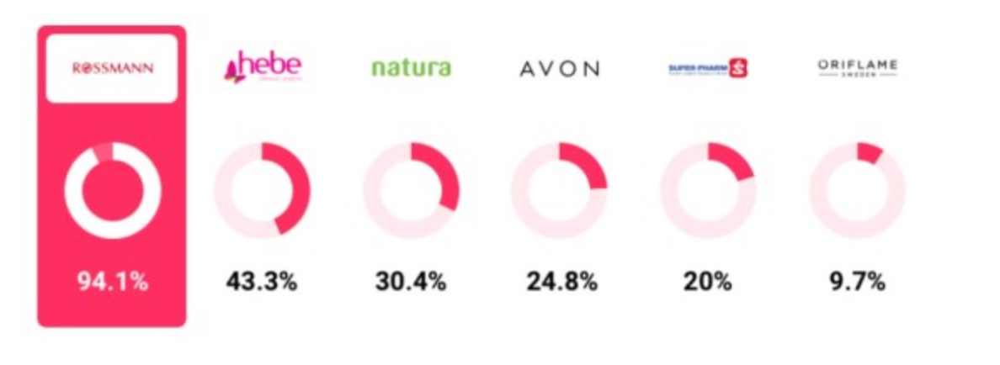 ROSSMANN
hebe
natura
AVON
SUPER-PHARM
ORIFLAME
SWEDEN
94.1%
43.3%
30.4%
24.8%
20%
9.7%